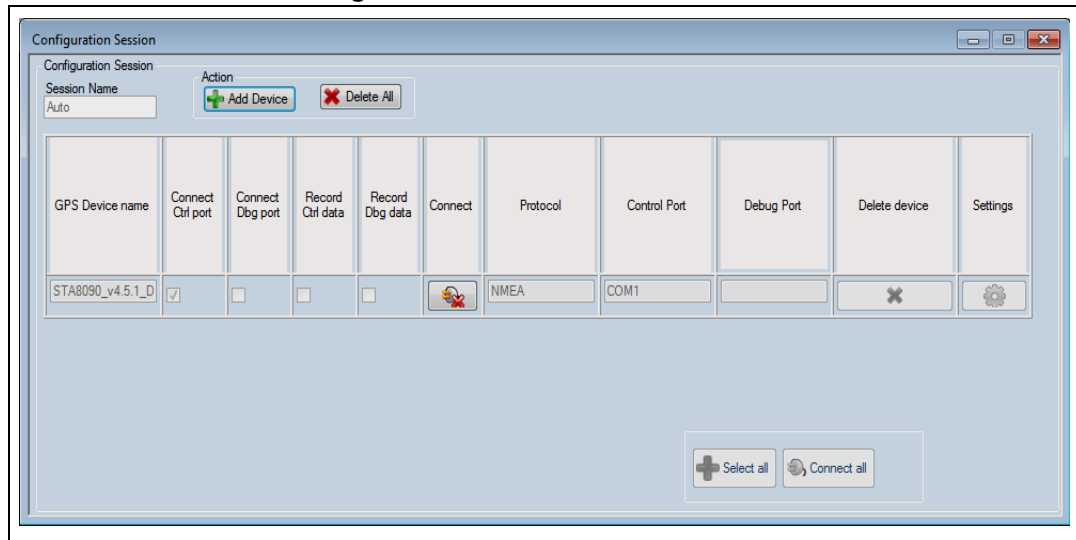 Configuration Session
Configuration Session
Session Name
Auto
Action
Add Device
Delete All
GPS Device name
Connect
Ctrl port
Connect
Dbg port
Record
Ctrl data
Record
Dbg data
Connect
Protocol
Control Port
Debug Port
Delete device
Settings
STA8090_v4.5.1_D
NMEA
COM1
Select all
Connect all